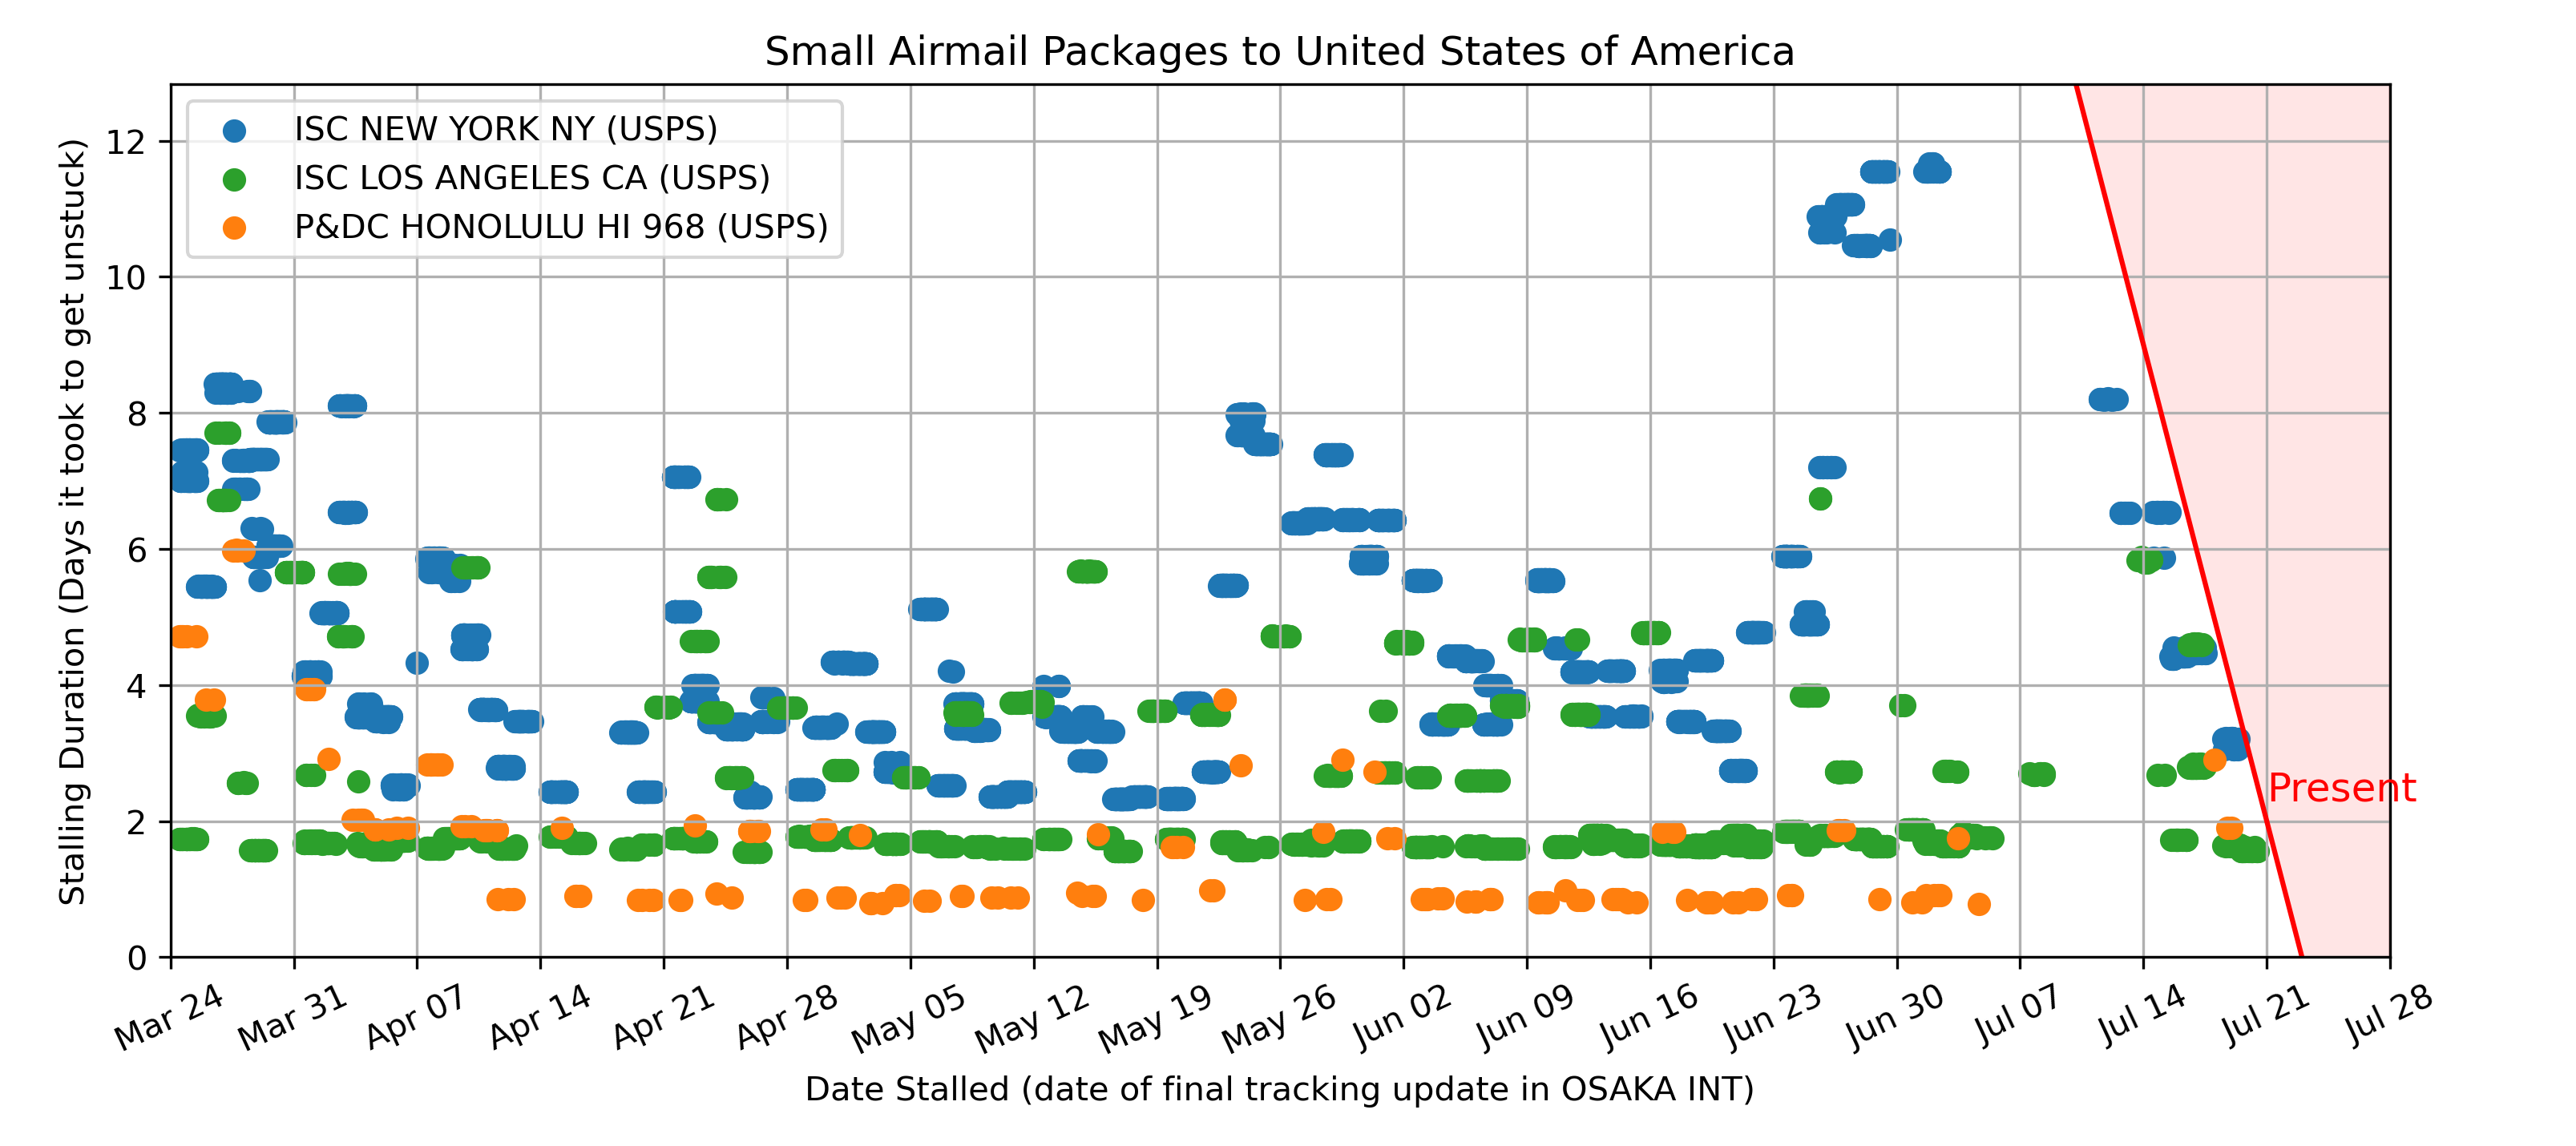 Small Airmail Packages to United States of America
ISC NEW YORK NY (USPS)
ISC LOS ANGELES CA (USPS)
P&DC HONOLULU HI 968 (USPS)
Stalling Duration (Days it took to get unstuck)
12
10
8
6
4
2
0
Present
Mar 24
Mar 31
Apr 07
Apr 14
Apr 21
Apr 28
May 05
May 12
May 19
May 26
Jun 02
Jun 09
Jun 16
Jun 23
Jun 30
Jul 07
Jul 14
Jul 21
Jul 28
Date Stalled (date of final tracking update in OSAKA INT)